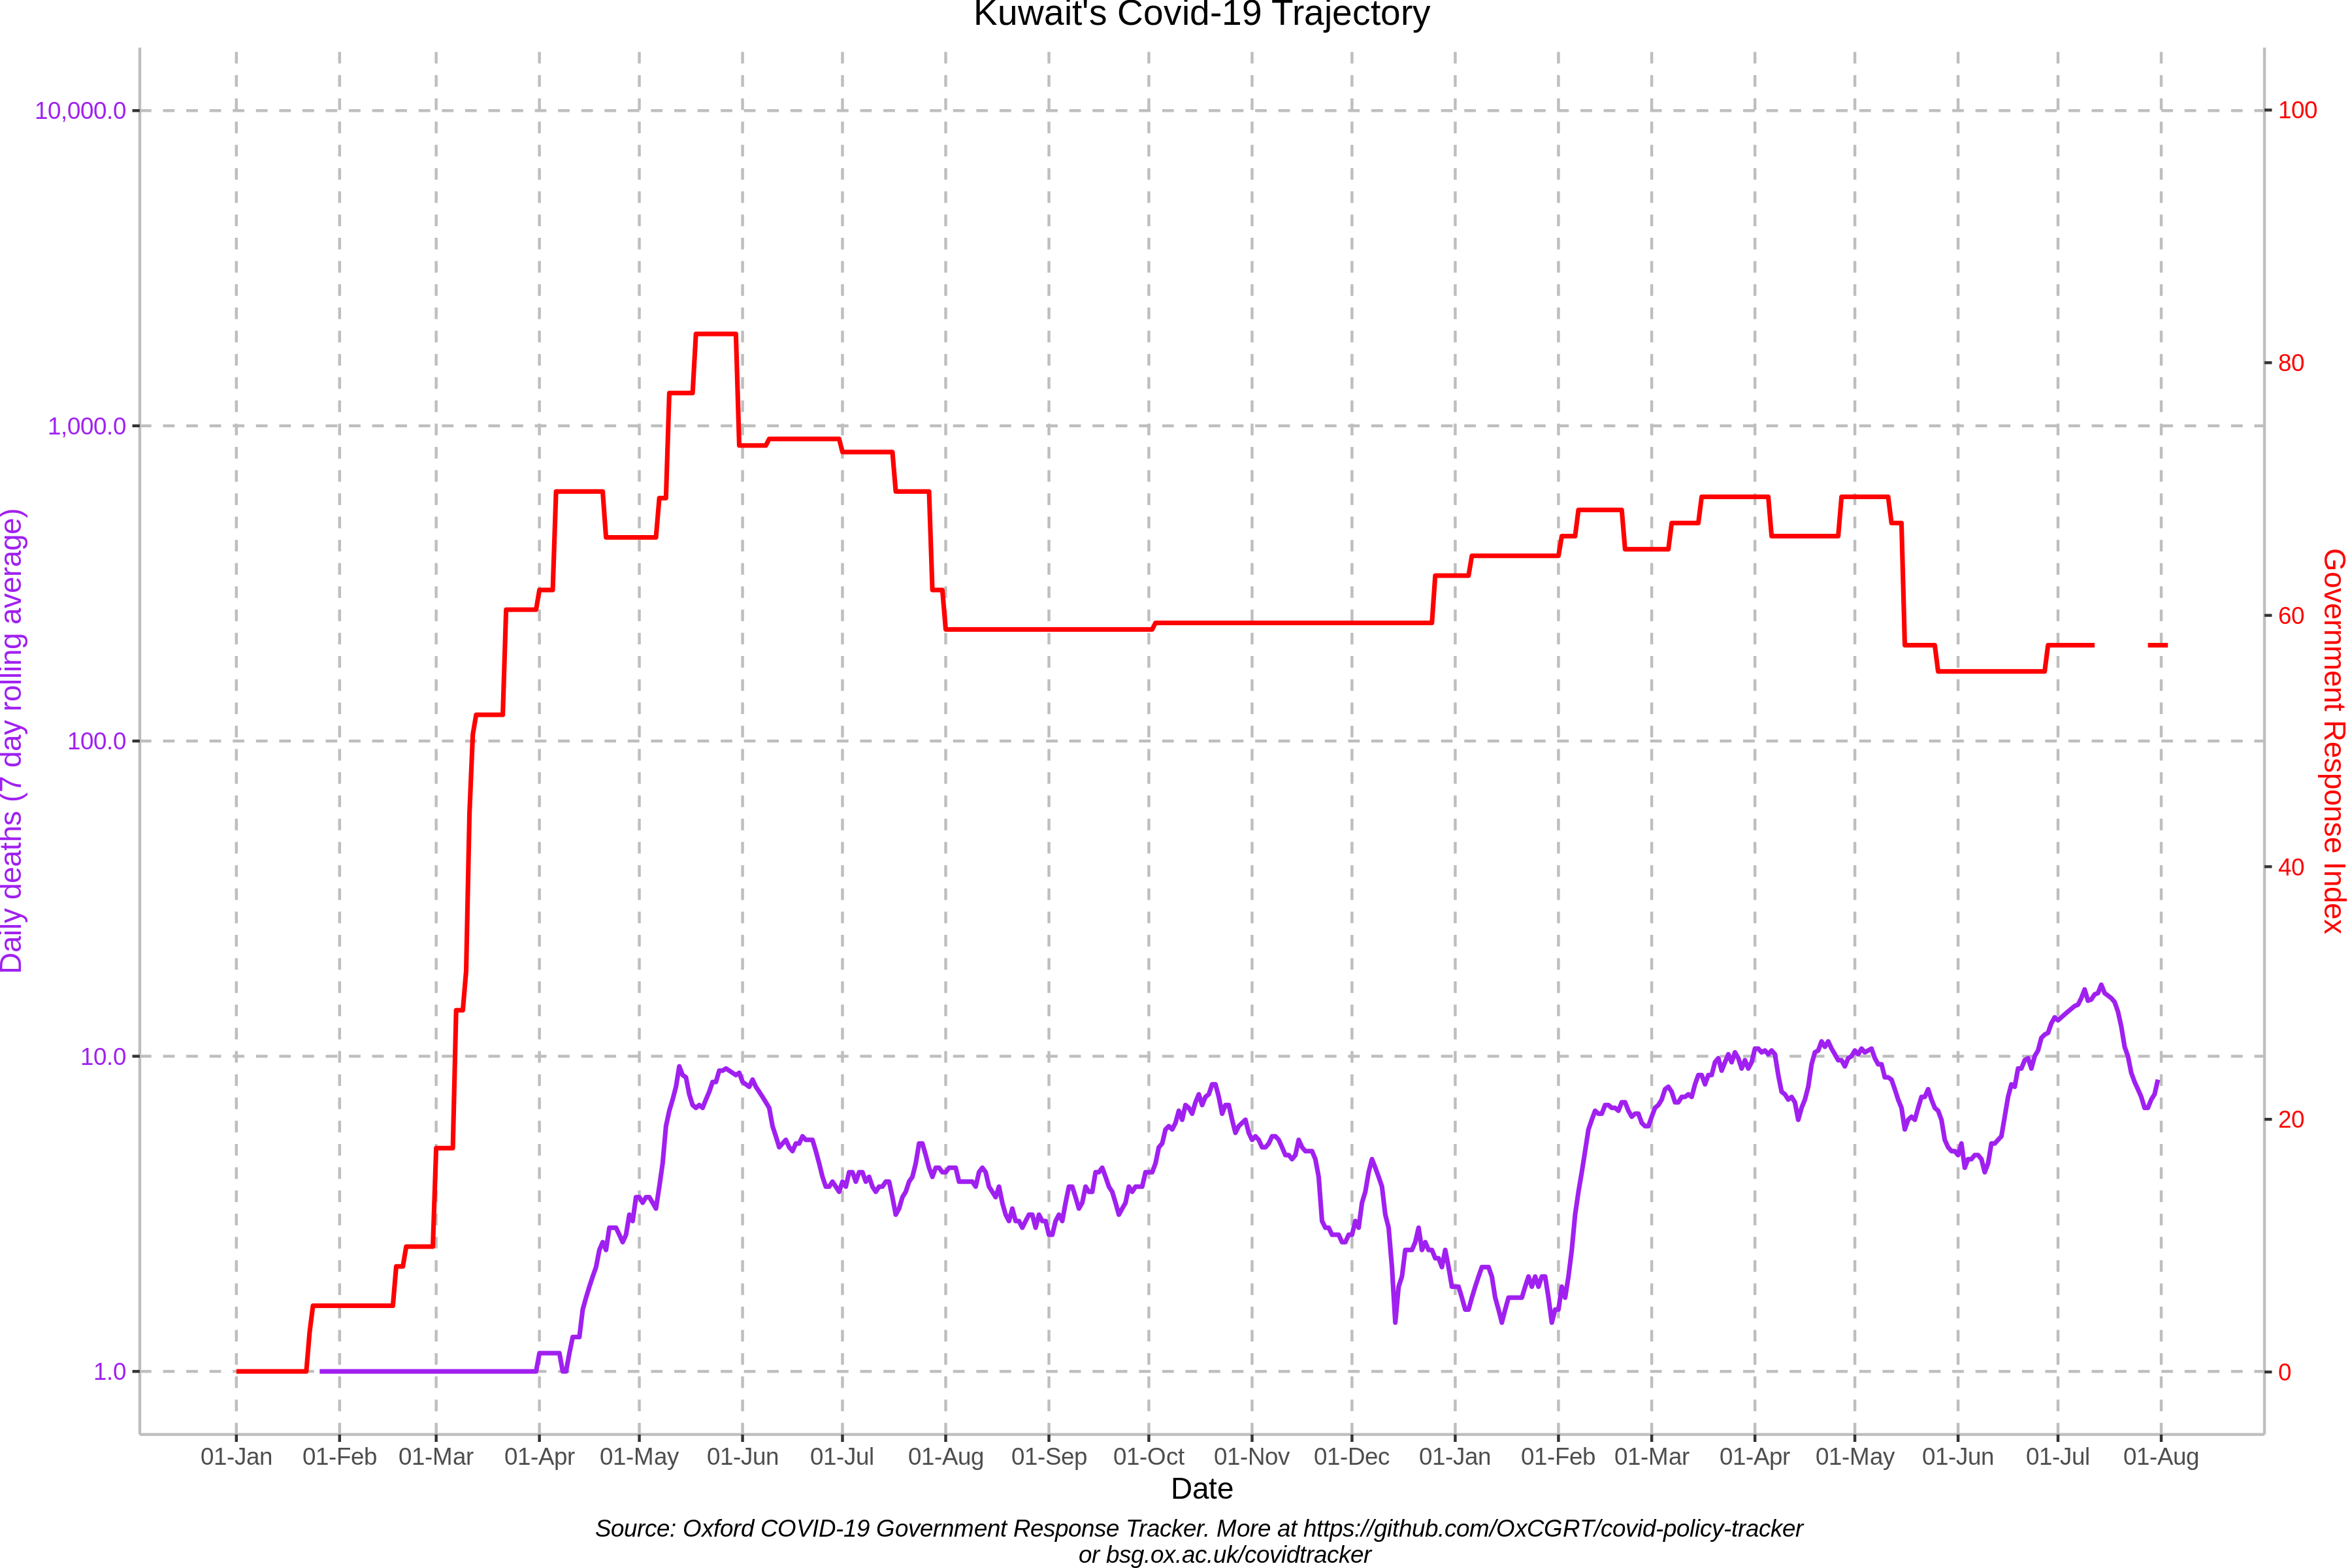 Kuwait's Covid-19 Trajectory
10,000.0
1,000.0
100.0
10.0
1.0
Daily deaths (7 day rolling average)
100
80
60
40
20
0
Government Response Index
01-Jan 01-Feb 01-Mar 01-Apr 01-May 01-Jun 01-Jul 01-Aug 01-Sep 01-Oct 01-Nov 01-Dec 01-Jan 01-Feb 01-Mar 01-Apr 01-May 01-Jun 01-Jul 01-Aug
Date
Source: Oxford COVID-19 Government Response Tracker. More at https://github.com/OxCGRT/covid-policy-tracker
or bsg.ox.ac.uk/covidtracker